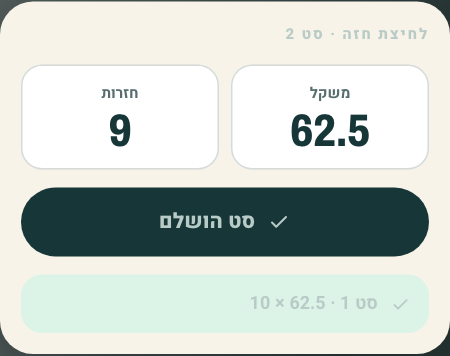 לחיצת חזה · סט 2
משקל
62.5
חזרות
9
✓ סט הושלם
✓ סט 1 · 62.5 × 10